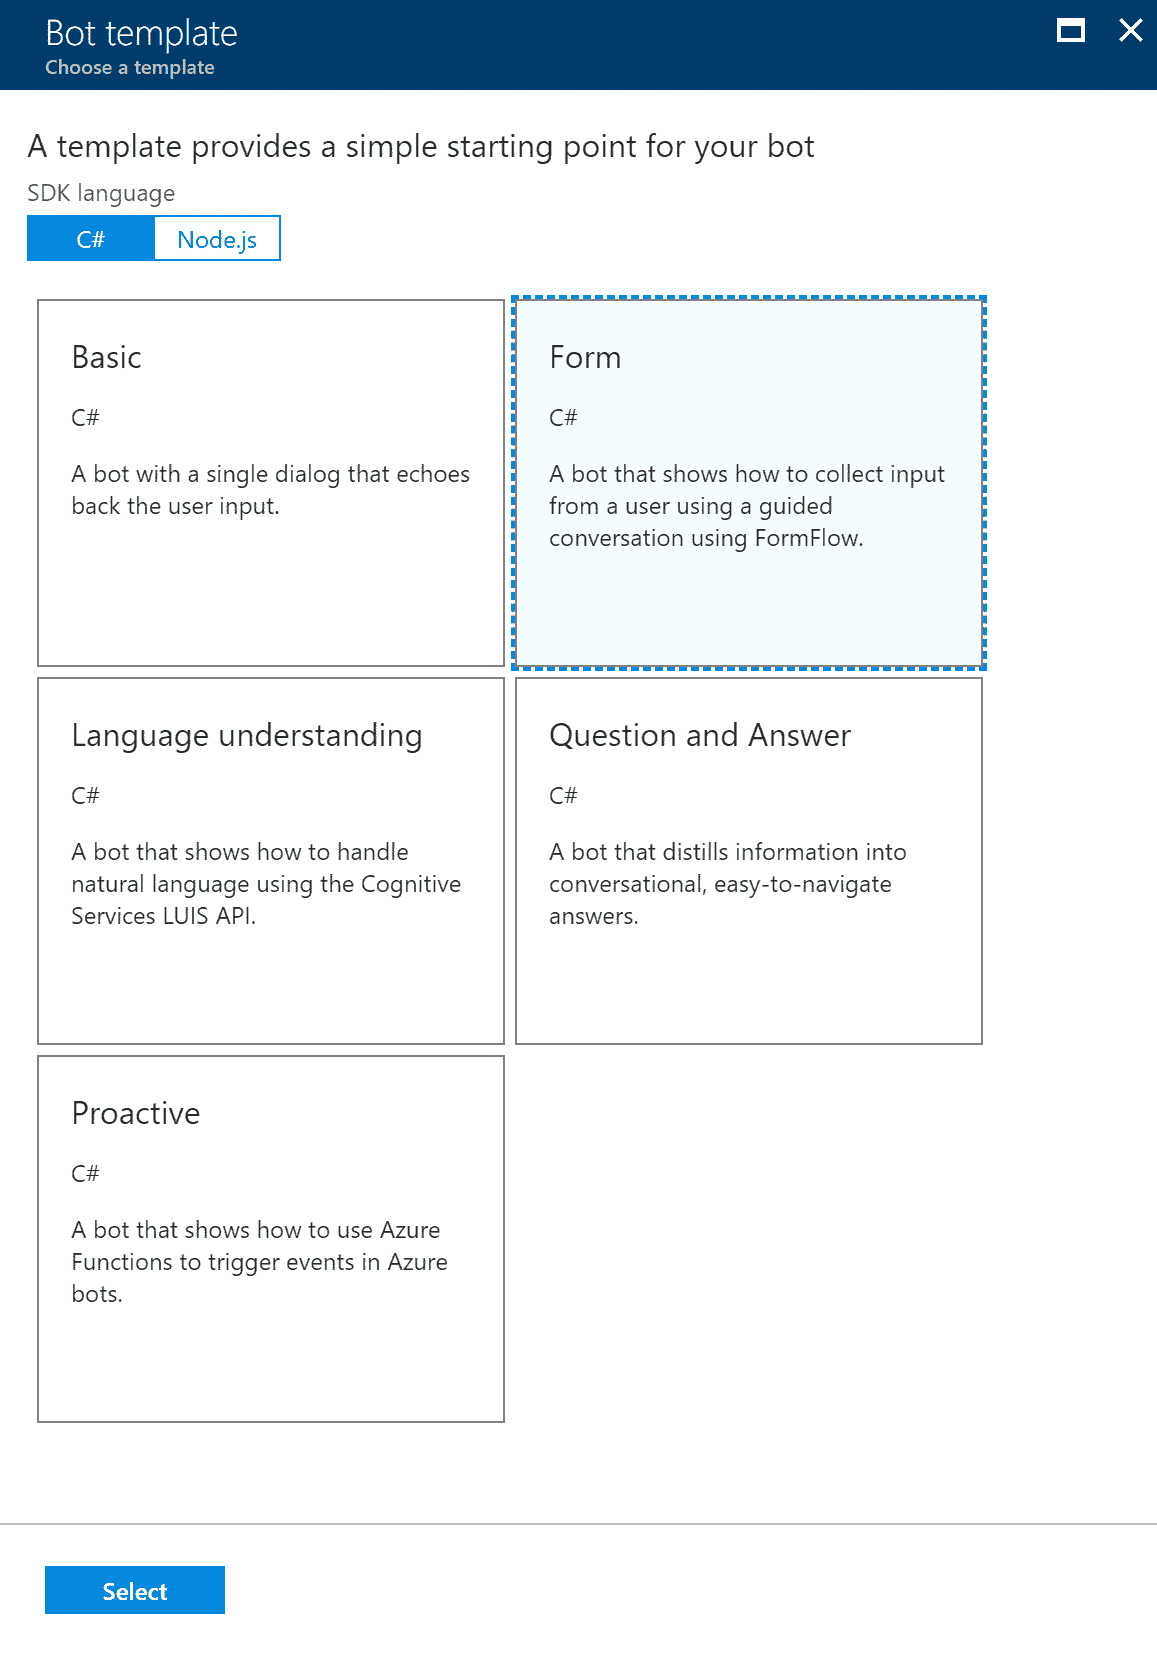 Bot template
Choose a template
A template provides a simple starting point for your bot
SDK language
C#
Node.js
Basic
C#
A bot with a single dialog that echoes
back the user input.
Form
C#
A bot that shows how to collect input
from a user using a guided
conversation using FormFlow.
Language understanding
C#
A bot that shows how to handle
natural language using the Cognitive
Services LUIS API.
Question and Answer
C#
A bot that distills information into
conversational, easy-to-navigate
answers.
Proactive
C#
A bot that shows how to use Azure
Functions to trigger events in Azure
bots.
Select